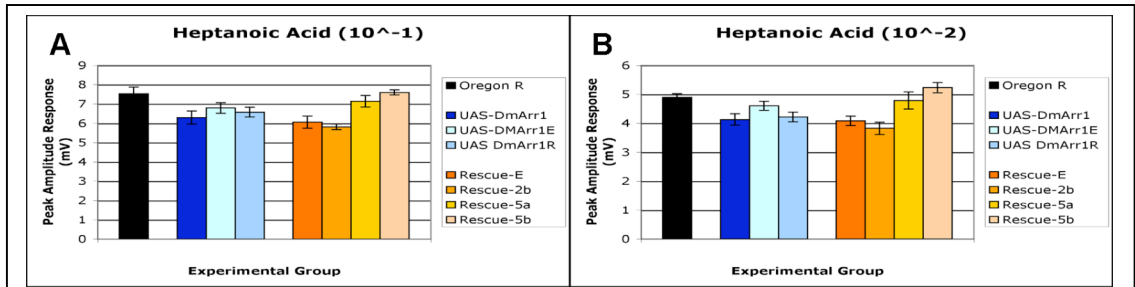 A
Heptanoic Acid (10^-1)
Peak Amplitude Response
(mV)
9
8
7
6
5
4
3
2
1
0
Experimental Group
Oregon R
UAS-DmArr1
UAS-DMArr1E
UAS DmArr1R
Rescue-E
Rescue-2b
Rescue-5a
Rescue-5b
B
Heptanoic Acid (10^-2)
Peak Amplitude Response
(mV)
6
5
4
3
2
1
0
Experimental Group
Oregon R
UAS-DmArr1
UAS-DMArr1E
UAS DmArr1R
Rescue-E
Rescue-2b
Rescue-5a
Rescue-5b